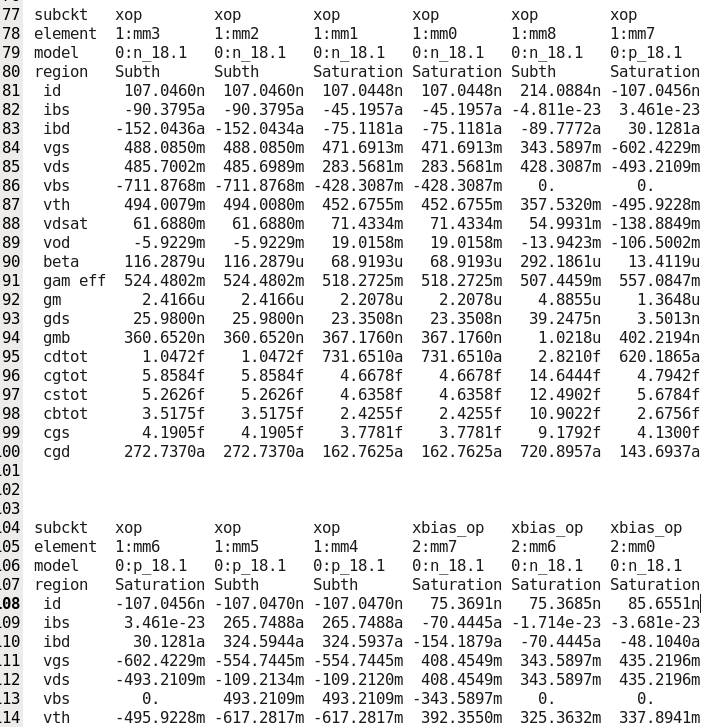 77 subckt xop xop xop xop xop xop
78 element 1:mm3 1:mm2 1:mm1 1:mm0 1:mm8 1:mm7
79 model 0:n_18.1 0:n_18.1 0:n_18.1 0:n_18.1 0:n_18.1 0:p_18.1
80 region Subth Subth Saturation Saturation Subth Saturation
81 id 107.0460n 107.0460n 107.0448n 107.0448n 214.0884n -107.0456n
82 ibs -90.3795a -90.3795a -45.1957a -45.1957a -4.811e-23 3.461e-23
83 ibd -152.0436a -152.0434a -75.1181a -75.1181a -89.7772a 30.1281a
84 vgs 488.0850m 488.0850m 471.6913m 471.6913m 343.5897m -602.4229m
85 vds 485.7002m 485.6989m 283.5681m 283.5681m 428.3087m -493.2109m
86 vbs -711.8768m -711.8768m -428.3087m -428.3087m 0. 0.
87 vth 494.0079m 494.0080m 452.6755m 452.6755m 357.5320m -495.9228m
88 vdsat 61.6880m 61.6880m 71.4334m 71.4334m 54.9931m -138.8849m
89 vod -5.9229m -5.9229m 19.0158m 19.0158m -13.9423m -106.5002m
90 beta 116.2879u 116.2879u 68.9193u 68.9193u 292.1861u 13.4119u
91 gam eff 524.4802m 524.4802m 518.2725m 518.2725m 507.4459m 557.0847m
92 gm 2.4166u 2.4166u 2.2078u 2.2078u 4.8855u 1.3648u
93 gds 25.9800n 25.9800n 23.3508n 23.3508n 39.2475n 3.5013n
94 gmb 360.6520n 360.6520n 367.1760n 367.1760n 1.0218u 402.2194n
95 cdtot 1.0472f 1.0472f 731.6510a 731.6510a 2.8210f 620.1865a
96 cgtot 5.8584f 5.8584f 4.6678f 4.6678f 14.6444f 4.7942f
97 cstot 5.2626f 5.2626f 4.6358f 4.6358f 12.4902f 5.6784f
98 cbtot 3.5175f 3.5175f 2.4255f 2.4255f 10.9022f 2.6756f
99 cgs 4.1905f 4.1905f 3.7781f 3.7781f 9.1792f 4.1300f
100 cgd 272.7370a 272.7370a 162.7625a 162.7625a 720.8957a 143.6937a
101
102
103
104 subckt xop xop xop xbias_op xbias_op xbias_op
105 element 1:mm6 1:mm5 1:mm4 2:mm7 2:mm6 2:mm0
106 model 0:p_18.1 0:p_18.1 0:p_18.1 0:n_18.1 0:n_18.1 0:n_18.1
107 region Saturation Subth Subth Saturation Saturation Saturation
108 id -107.0456n -107.0470n -107.0470n 75.3691n 75.3685n 85.6551n
109 ibs 3.461e-23 265.7488a 265.7488a -70.4445a -1.714e-23 -3.681e-23
110 ibd 30.1281a 324.5944a 324.5937a -154.1879a -70.4445a -48.1040a
111 vgs -602.4229m -554.7445m -554.7445m 408.4549m 343.5897m 435.2196m
112 vds -493.2109m -109.2134m -109.2120m 408.4549m 343.5897m 435.2196m
113 vbs 0. 493.2109m 493.2109m -343.5897m 0. 0.
114 vth -495.9228m -617.2817m -617.2817m 392.3550m 325.3632m 337.8941m